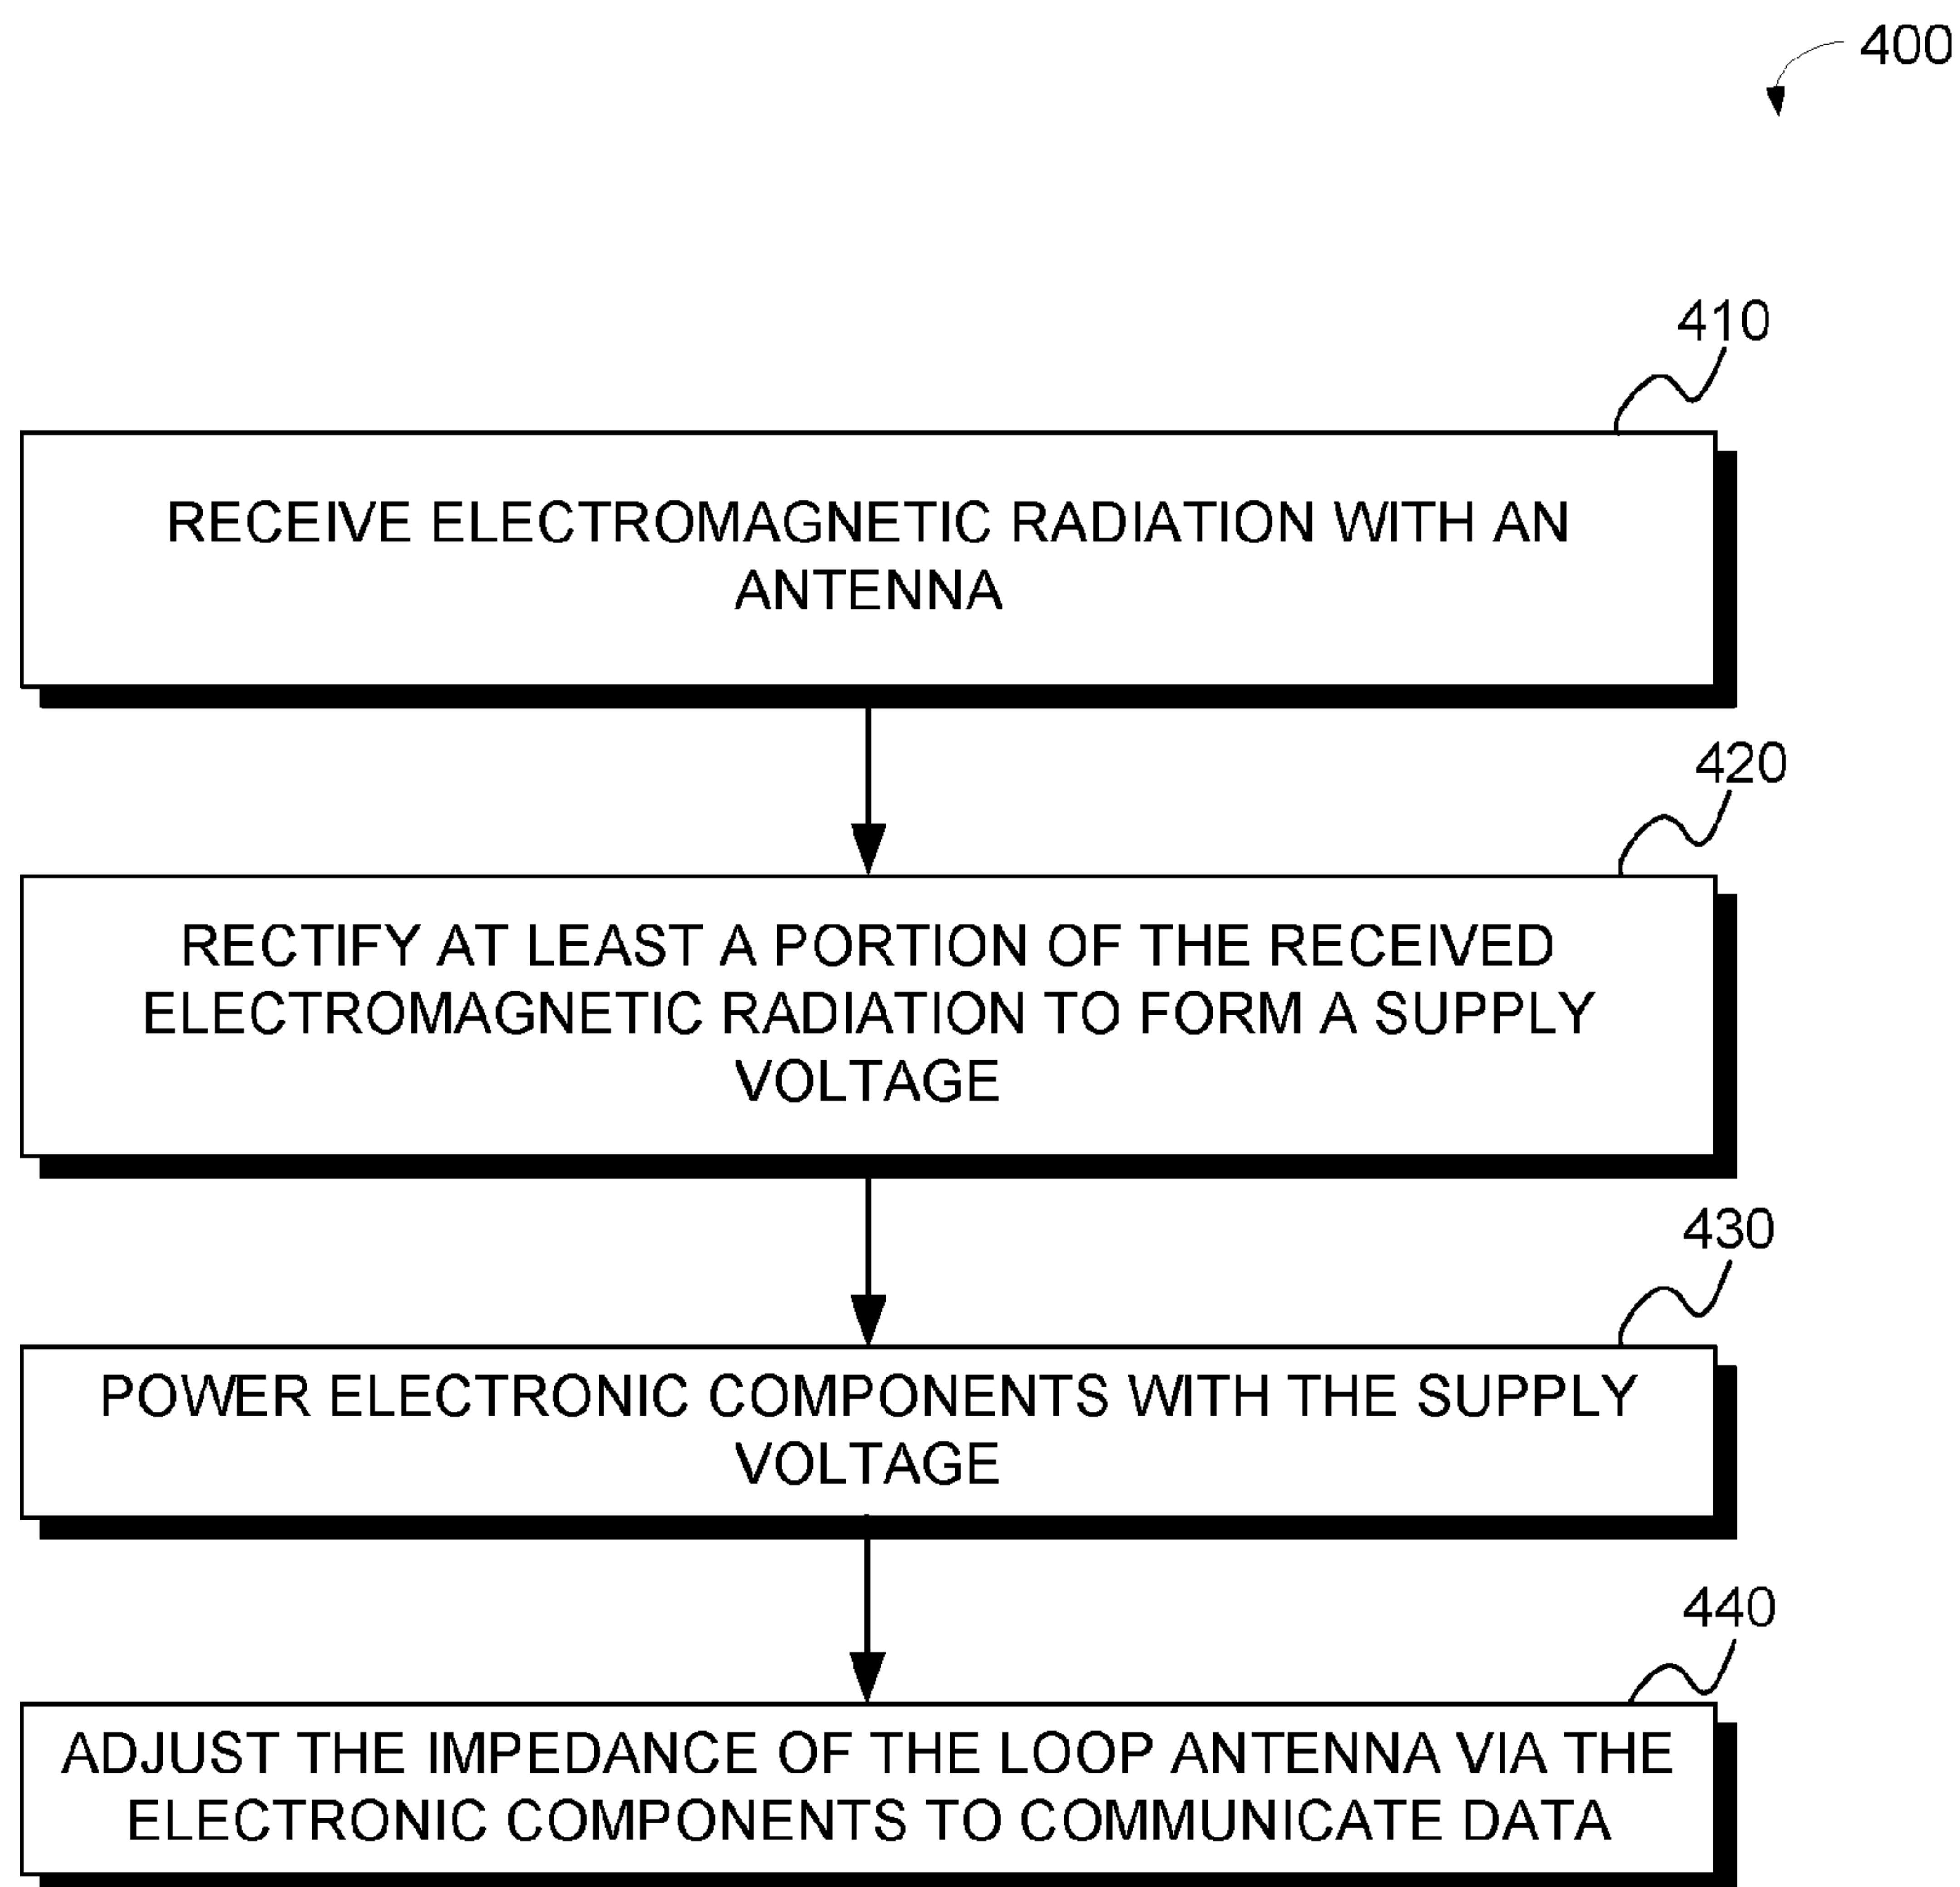 400
410
RECEIVE ELECTROMAGNETIC RADIATION WITH AN
ANTENNA
420
RECTIFY AT LEAST A PORTION OF THE RECEIVED
ELECTROMAGNETIC RADIATION TO FORM A SUPPLY
VOLTAGE
430
POWER ELECTRONIC COMPONENTS WITH THE SUPPLY
VOLTAGE
440
ADJUST THE IMPEDANCE OF THE LOOP ANTENNA VIA THE
ELECTRONIC COMPONENTS TO COMMUNICATE DATA